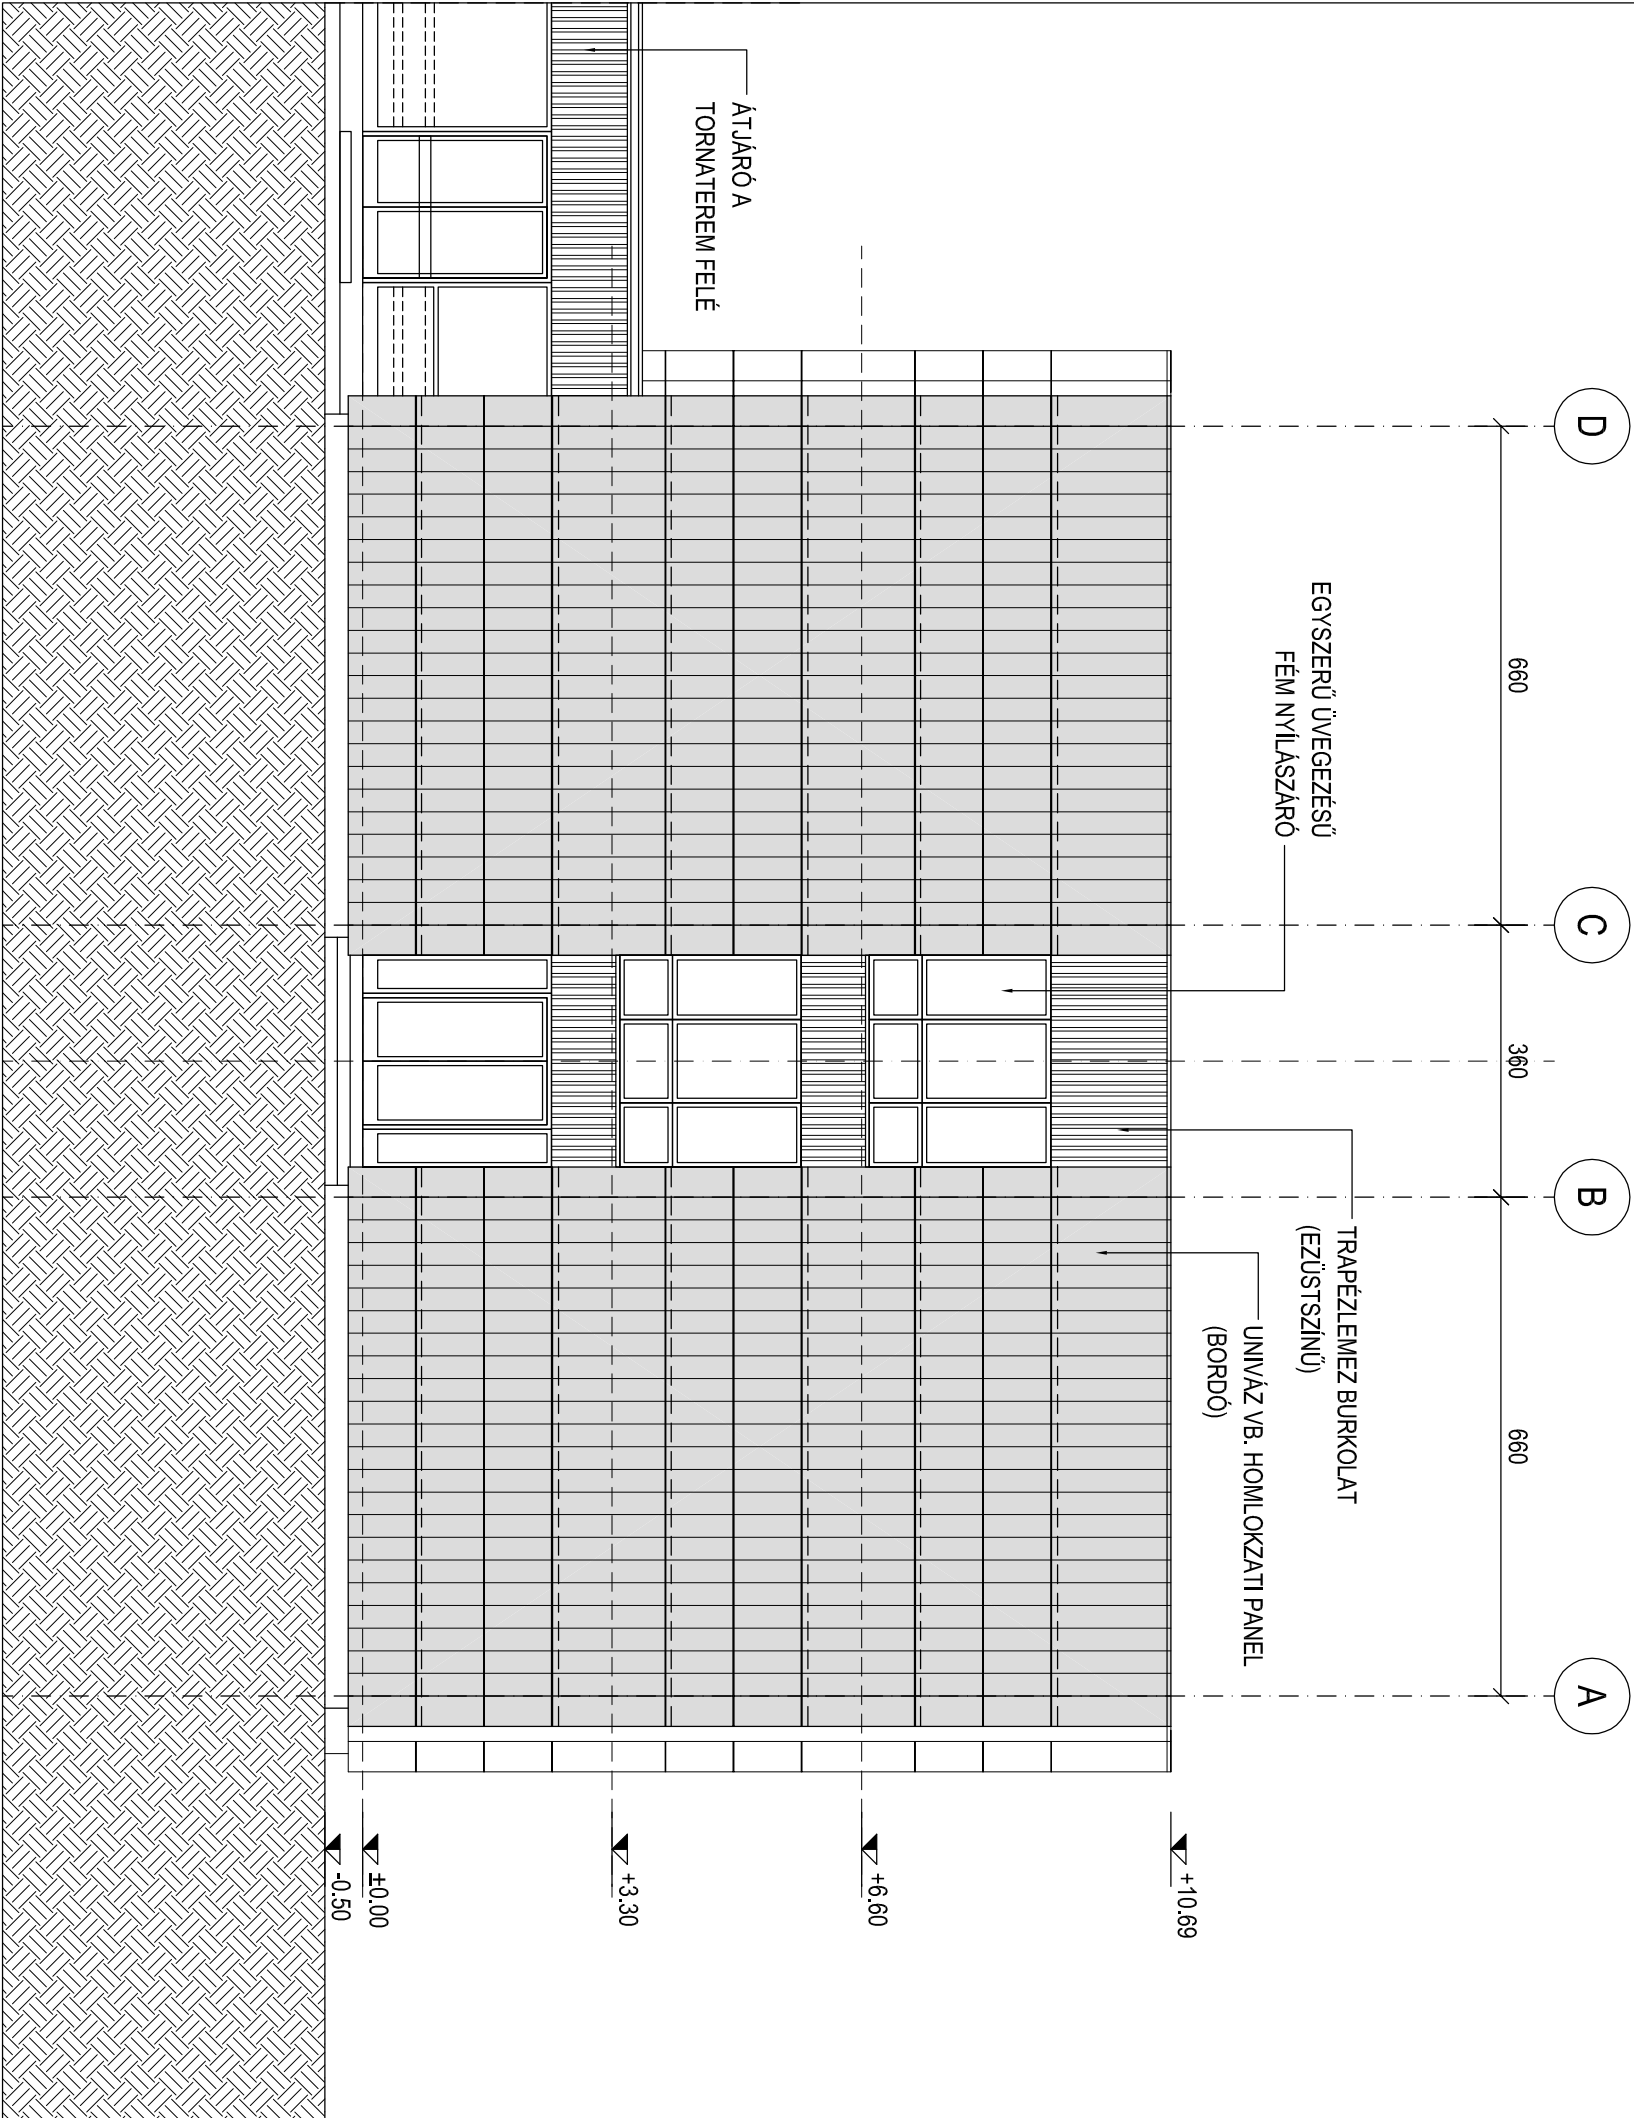 D
C
B
A
660
360
660
EGYSZERŰ ÜVEGEZÉSŰ
FÉM NYÍLÁSZÁRÓ
TRAPÉZLEMEZ BURKOLAT
(EZÜSTSZÍNŰ)
UNIVÁZ VB. HOMLOKZATI PANEL
(BORDÓ)
ÁTJÁRÓ A
TORNATEREM FELÉ
+10.69
+6.60
+3.30
±0.00
-0.50